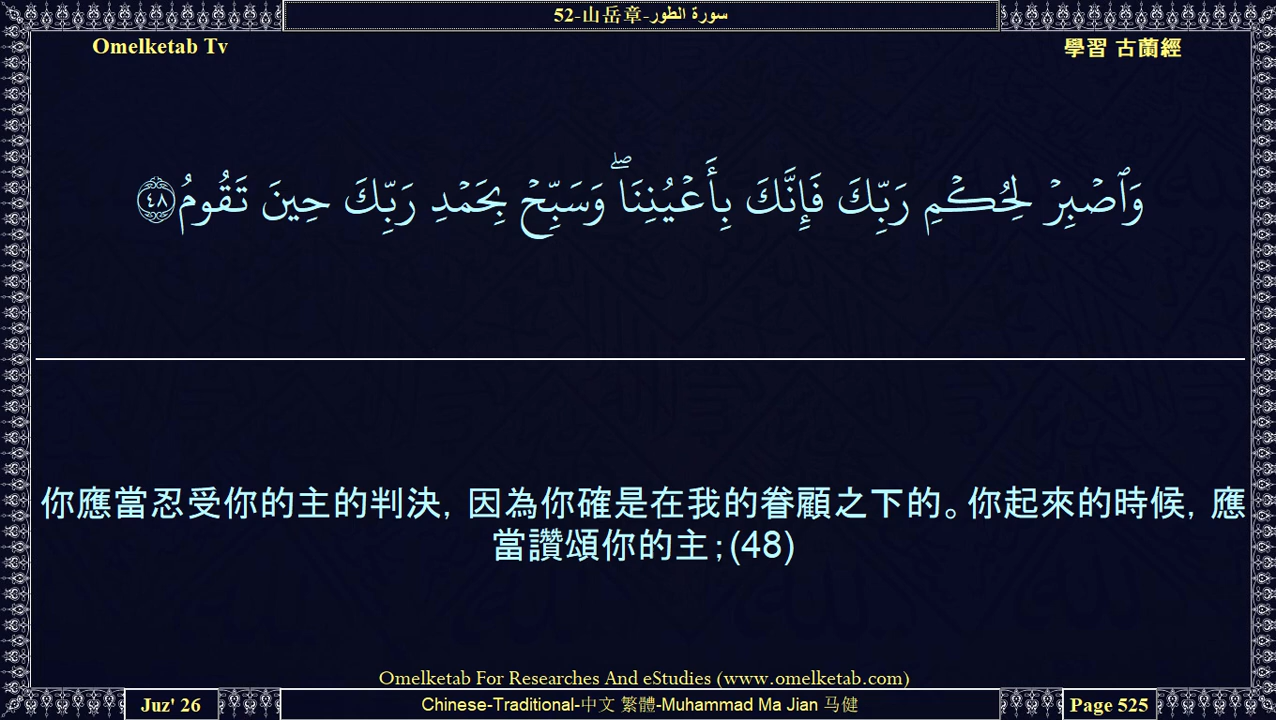 52-山岳章-سورة الطور
Omelketab Tv
學習 古蘭經
وَٱصۡبِرۡ لِحُكۡمِ رَبِّكَ فَإِنَّكَ بِأَعۡيُنِنَاۖ وَسَبِّحۡ بِحَمۡدِ رَبِّكَ حِينَ تَقُومُ ٤٨
你應當忍受你的主的判決，因為你確是在我的眷顧之下的。你起來的時候，應
當讚頌你的主；(48)
Omelketab For Researches And eStudies (www.omelketab.com)
Juz' 26
Chinese-Traditional-中文 繁體-Muhammad Ma Jian 马健
Page 525